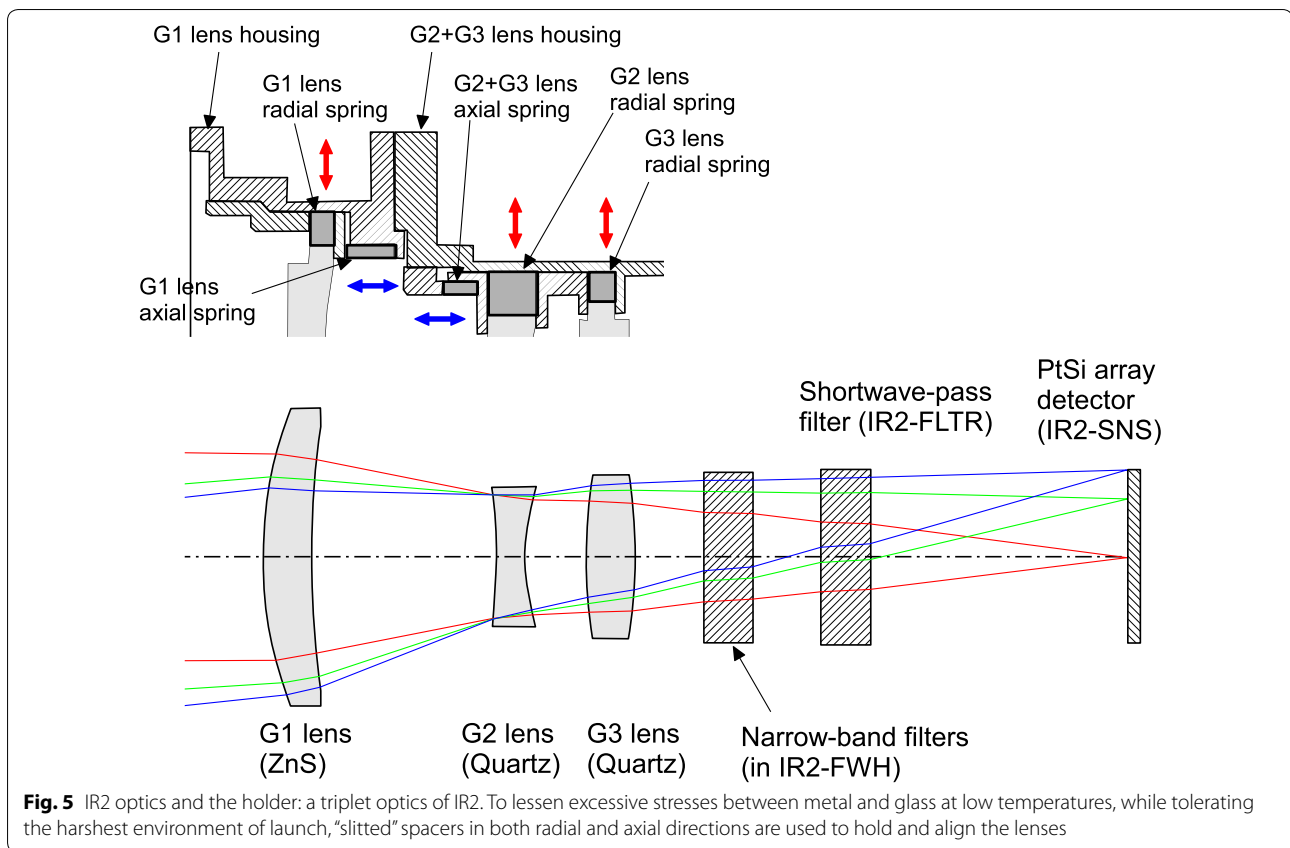 G1 lens housing
G2+G3 lens housing
G1 lens
radial spring
G2+G3 lens
axial spring
G2 lens
radial spring
G3 lens
radial spring
G1 lens
axial spring
Shortwave-pass
filter (IR2-FLTR)
PtSi array
detector
(IR2-SNS)
G1 lens
(ZnS)
G2 lens
(Quartz)
G3 lens
(Quartz)
Narrow-band filters
(in IR2-FWH)
Fig. 5 IR2 optics and the holder: a triplet optics of IR2. To lessen excessive stresses between metal and glass at low temperatures, while tolerating
the harshest environment of launch, “slitted” spacers in both radial and axial directions are used to hold and align the lenses